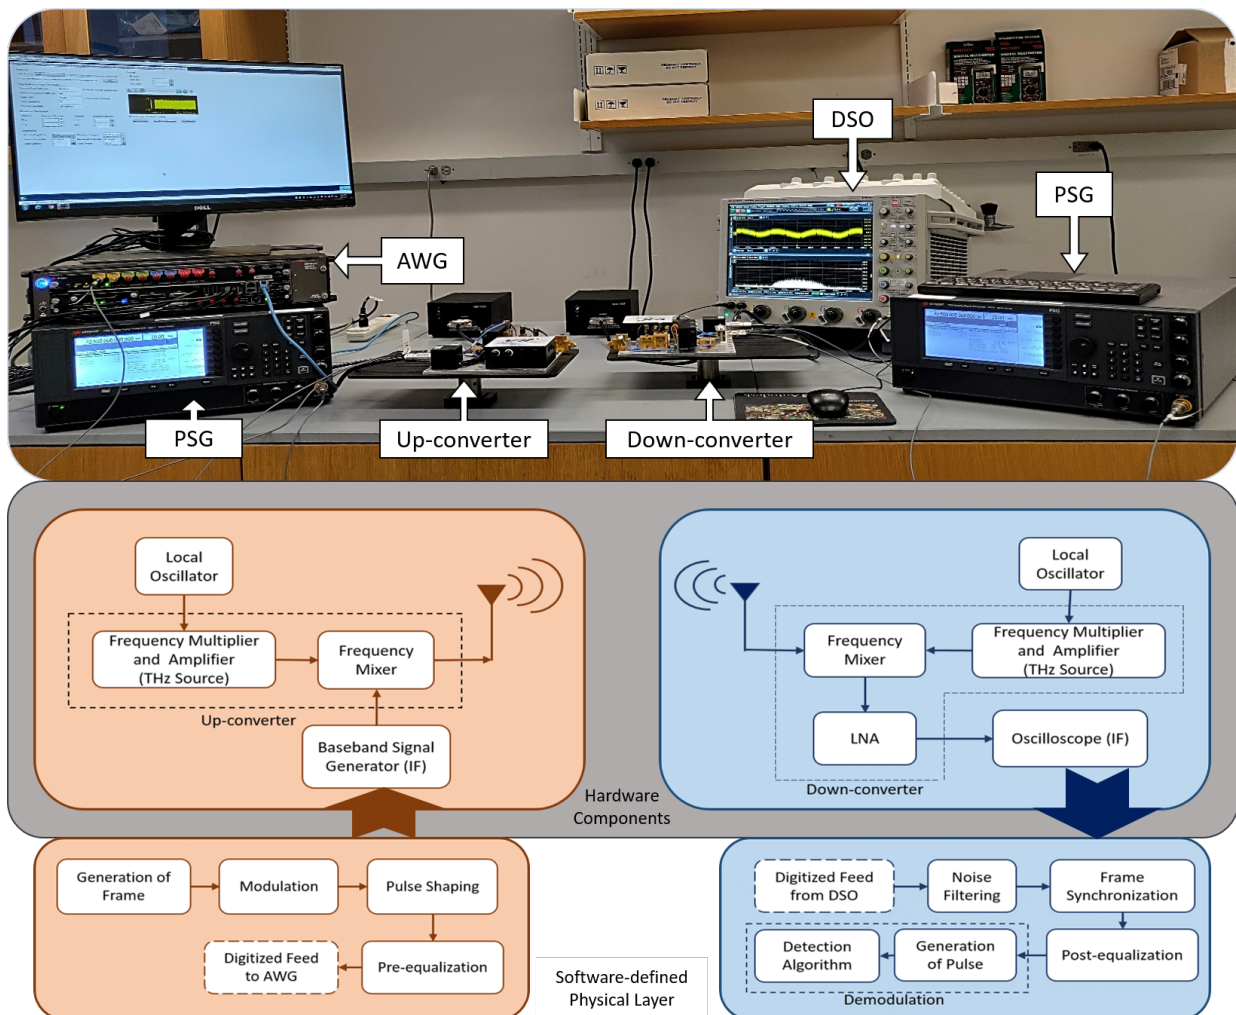 DSO
PSG
AWG
DELL
PSG
PSG
PSG
Up-converter
Down-converter
Local
Oscillator
Frequency Multiplier
and Amplifier
(THz Source)
Frequency
Mixer
Up-converter
Baseband Signal
Generator (IF)
Local
Oscillator
Frequency
Mixer
Frequency Multiplier
and Amplifier
(THz Source)
LNA
Oscilloscope (IF)
Down-converter
Hardware
Components
Generation of
Frame
Modulation
Pulse Shaping
Digitized Feed
to AWG
Pre-equalization
Software-defined
Physical Layer
Digitized Feed
from DSO
Noise
Filtering
Frame
Synchronization
Detection
Algorithm
Generation
of Pulse
Post-equalization
Demodulation